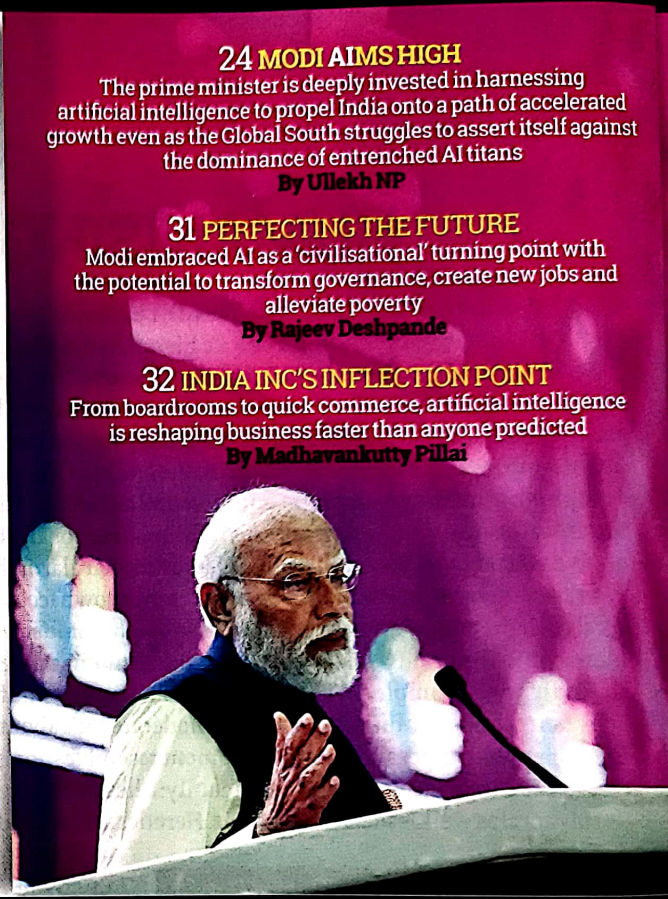 24 MODI AIMS HIGH
The prime minister is deeply invested in harnessing
artificial intelligence to propel India onto a path of accelerated
growth even as the Global South struggles to assert itself against
the dominance of entrenched AI titans
By Ullekh NP
31 PERFECTING THE FUTURE
Modi embraced AI as a ‘civilisational’ turning point with
the potential to transform governance, create new jobs and
alleviate poverty
By Rajeev Deshpande
32 INDIA INC’S INFLECTION POINT
From boardrooms to quick commerce, artificial intelligence
is reshaping business faster than anyone predicted
By Madhavankutty Pillai